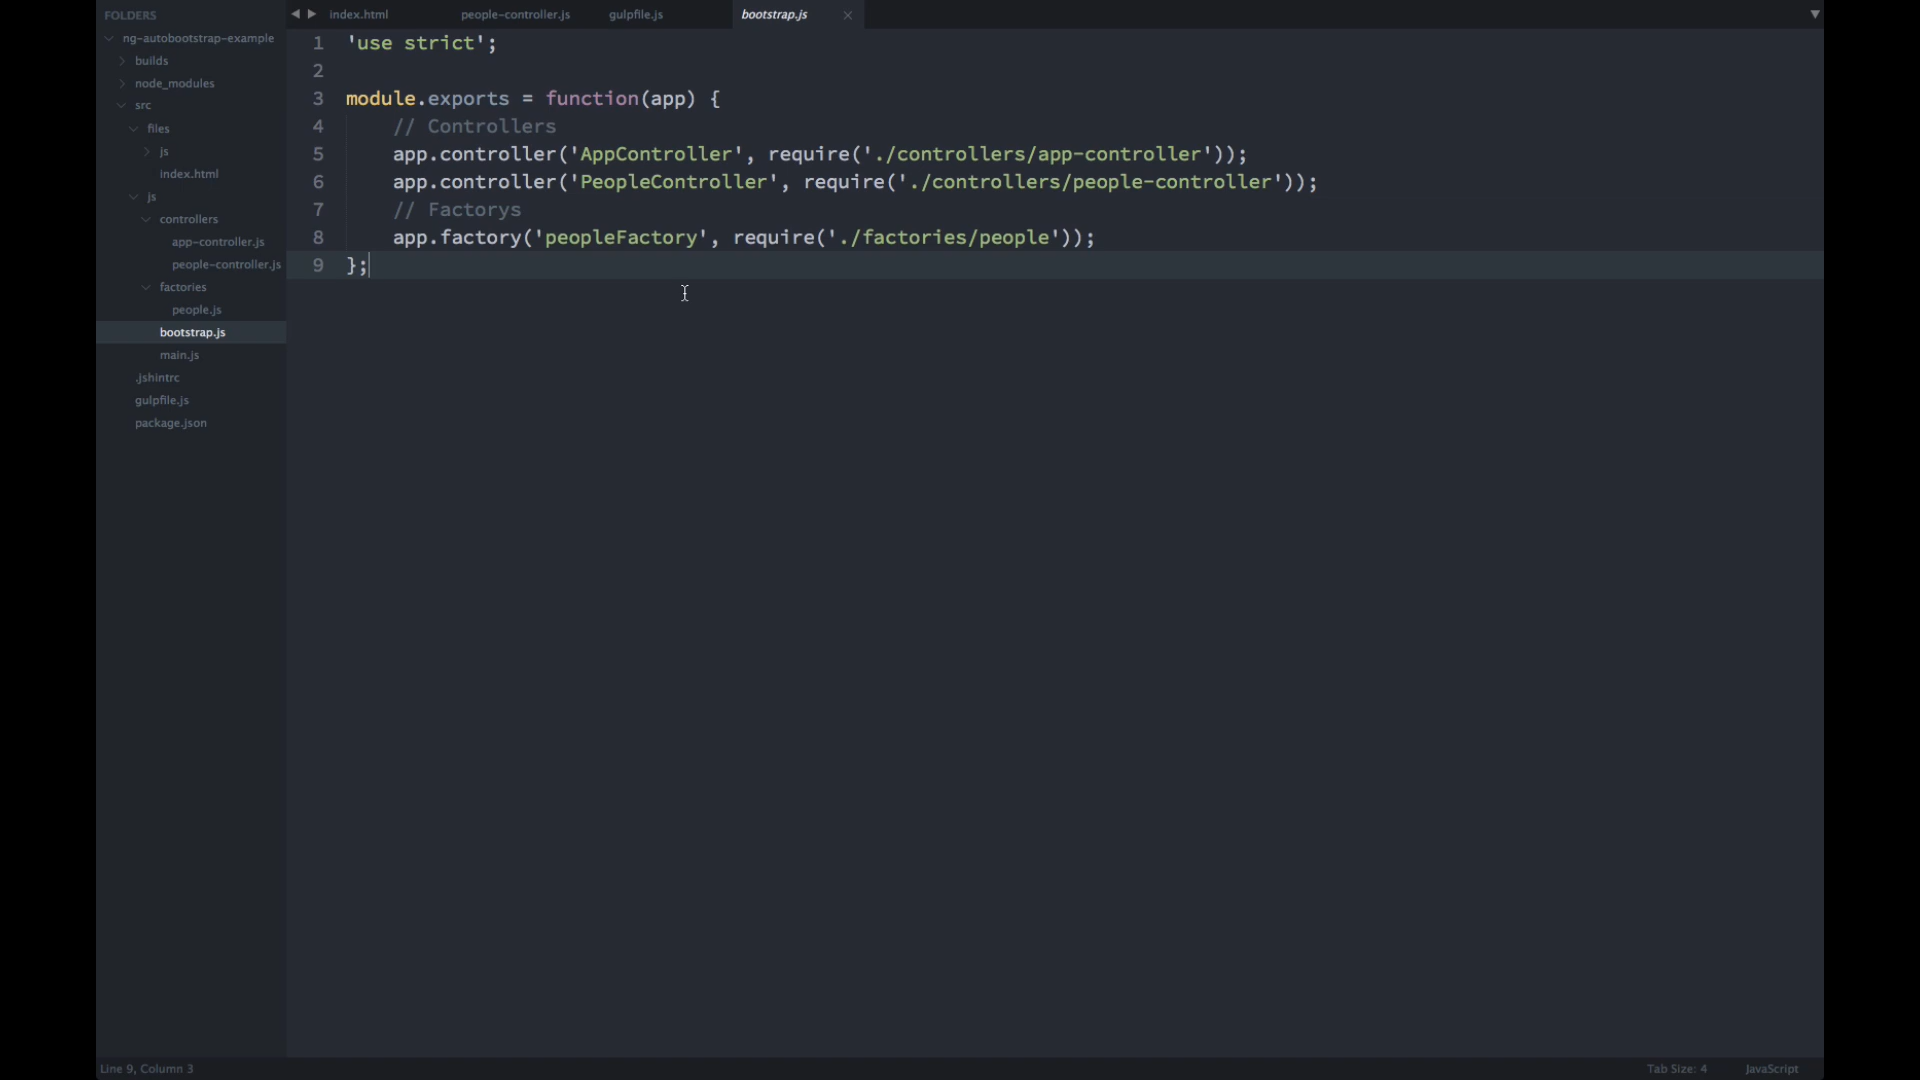 FOLDERS
ng-autobootstrap-example
builds
node_modules
src
files
js
index.html
js
controllers
app-controller.js
people-controller.js
factories
people.js
bootstrap.js
main.js
.jshintrc
gulpfile.js
package.json
index.html people-controller.js gulpfile.js bootstrap.js
1 'use strict';
2
3 module.exports = function(app) {
4 // Controllers
5 app.controller('AppController', require('./controllers/app-controller'));
6 app.controller('PeopleController', require('./controllers/people-controller'));
7 // Factorys
8 app.factory('peopleFactory', require('./factories/people'));
9 };
Line 9, Column 3 Tab Size: 4 JavaScript